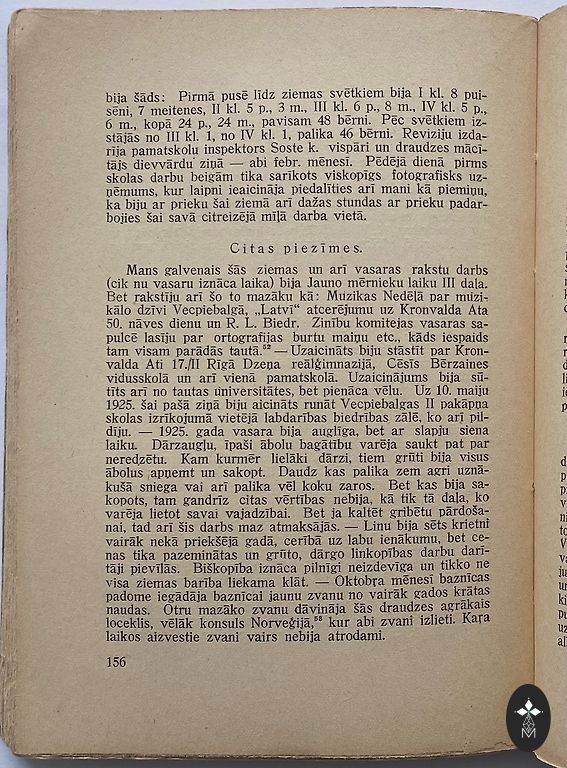 bija šāds: Pirmā pusē līdz ziemas svētkiem bija I kl. 8 pui-
sēni, 7 meitenes, II kl. 5 p., 3 m., III kl. 6 p., 8 m., IV kl. 5 p.,
6 m., kopā 24 p., 24 m., pavisam 48 bērni. Pēc svētkiem iz-
stājās no III kl. 1, no IV kl. 1, palika 46 bērni. Reviziju izda-
rīja pamatskolu inspektors Soste k. vispāri un draudzes mācī-
tājs dievvārdu ziņā — abi febr. mēnesī. Pēdējā dienā pirms
skolas darbu beigām tika sarīkots viskopīgs fotografisks uz-
ņēmums, kur laipni ieaicināja piedalīties arī mani kā piemiņu,
ka biju ar prieku šai ziemā arī dažas stundas ar prieku padar-
bojies šai savā citreizējā mīļā darba vietā.
Citas piezīmes.
Mans galvenais šās ziemas un arī vasaras rakstu darbs
(cik nu vasaru iznāca laika) bija Jauno mērnieku laiku III daļa.
Bet rakstīju arī šo to mazāku kā: Muzikas Nedēļā par muzi-
kālo dzīvi Vecpiebalgā, „Latvī“ atcerējumu uz Kronvalda Ata
50. nāves dienu un R. L. Biedr. Zinību komitejas vasaras sa-
pulcē lasīju par ortografijas burtu maiņu etc., kāds iespaids
tam visam parādās tautā.⁵² — Uzaicināts biju stāstīt par Kron-
valda Ati 17./II Rīgā Dzeņa reālģimnazijā, Cēsīs Bērzaines
vidusskolā un arī vienā pamatskolā. Uzaicinājums bija sū-
tīts arī no tautas universitātes, bet pienāca vēlu. Uz 10. maiju
1925. šai pašā ziņā biju aicināts runāt Vecpiebalgas II pakāpņa
skolas izrīkojumā vietējā labdarības biedrības zālē, ko arī pil-
dīju. — 1925. gada vasara bija auglīga, bet ar slapju siena
laiku. Dārzaugļu, īpaši ābolu bagātību varēja saukt pat par
neredzētu. Kam kurmēr lielāki dārzi, tiem grūti bija visus
ābolus apņemt un sakopt. Daudz kas palika zem agri uznā-
kušā sniega vai arī palika vēl koku zaros. Bet kas bija sa-
kopots, tam gandrīz citas vērtības nebija, kā tik tā daļa, ko
varēja lietot savai vajadzībai. Bet ja kaltēt gribētu pārdoša-
nai, tad arī šis darbs maz atmaksājās. — Linu bija sēts krietni
vairāk nekā priekšējā gadā, cerībā uz labu ienākumu, bet ce-
nas tika pazeminātas un grūto, dārgo linkopības darbu darī-
tāji pievilās. Biškopība iznāca pilnīgi neizdevīga un tikko ne
visa ziemas barība liekama klāt. — Oktobŗa mēnesī baznīcas
padome iegādāja baznīcai jaunu zvanu no vairāk gados krātas
naudas. Otru mazāko zvanu dāvināja šās draudzes agrākais
loceklis, vēlāk konsuls Norveģijā,⁵³ kur abi zvani izlieti. Kaŗa
laikos aizvestie zvani vairs nebija atrodami.
156